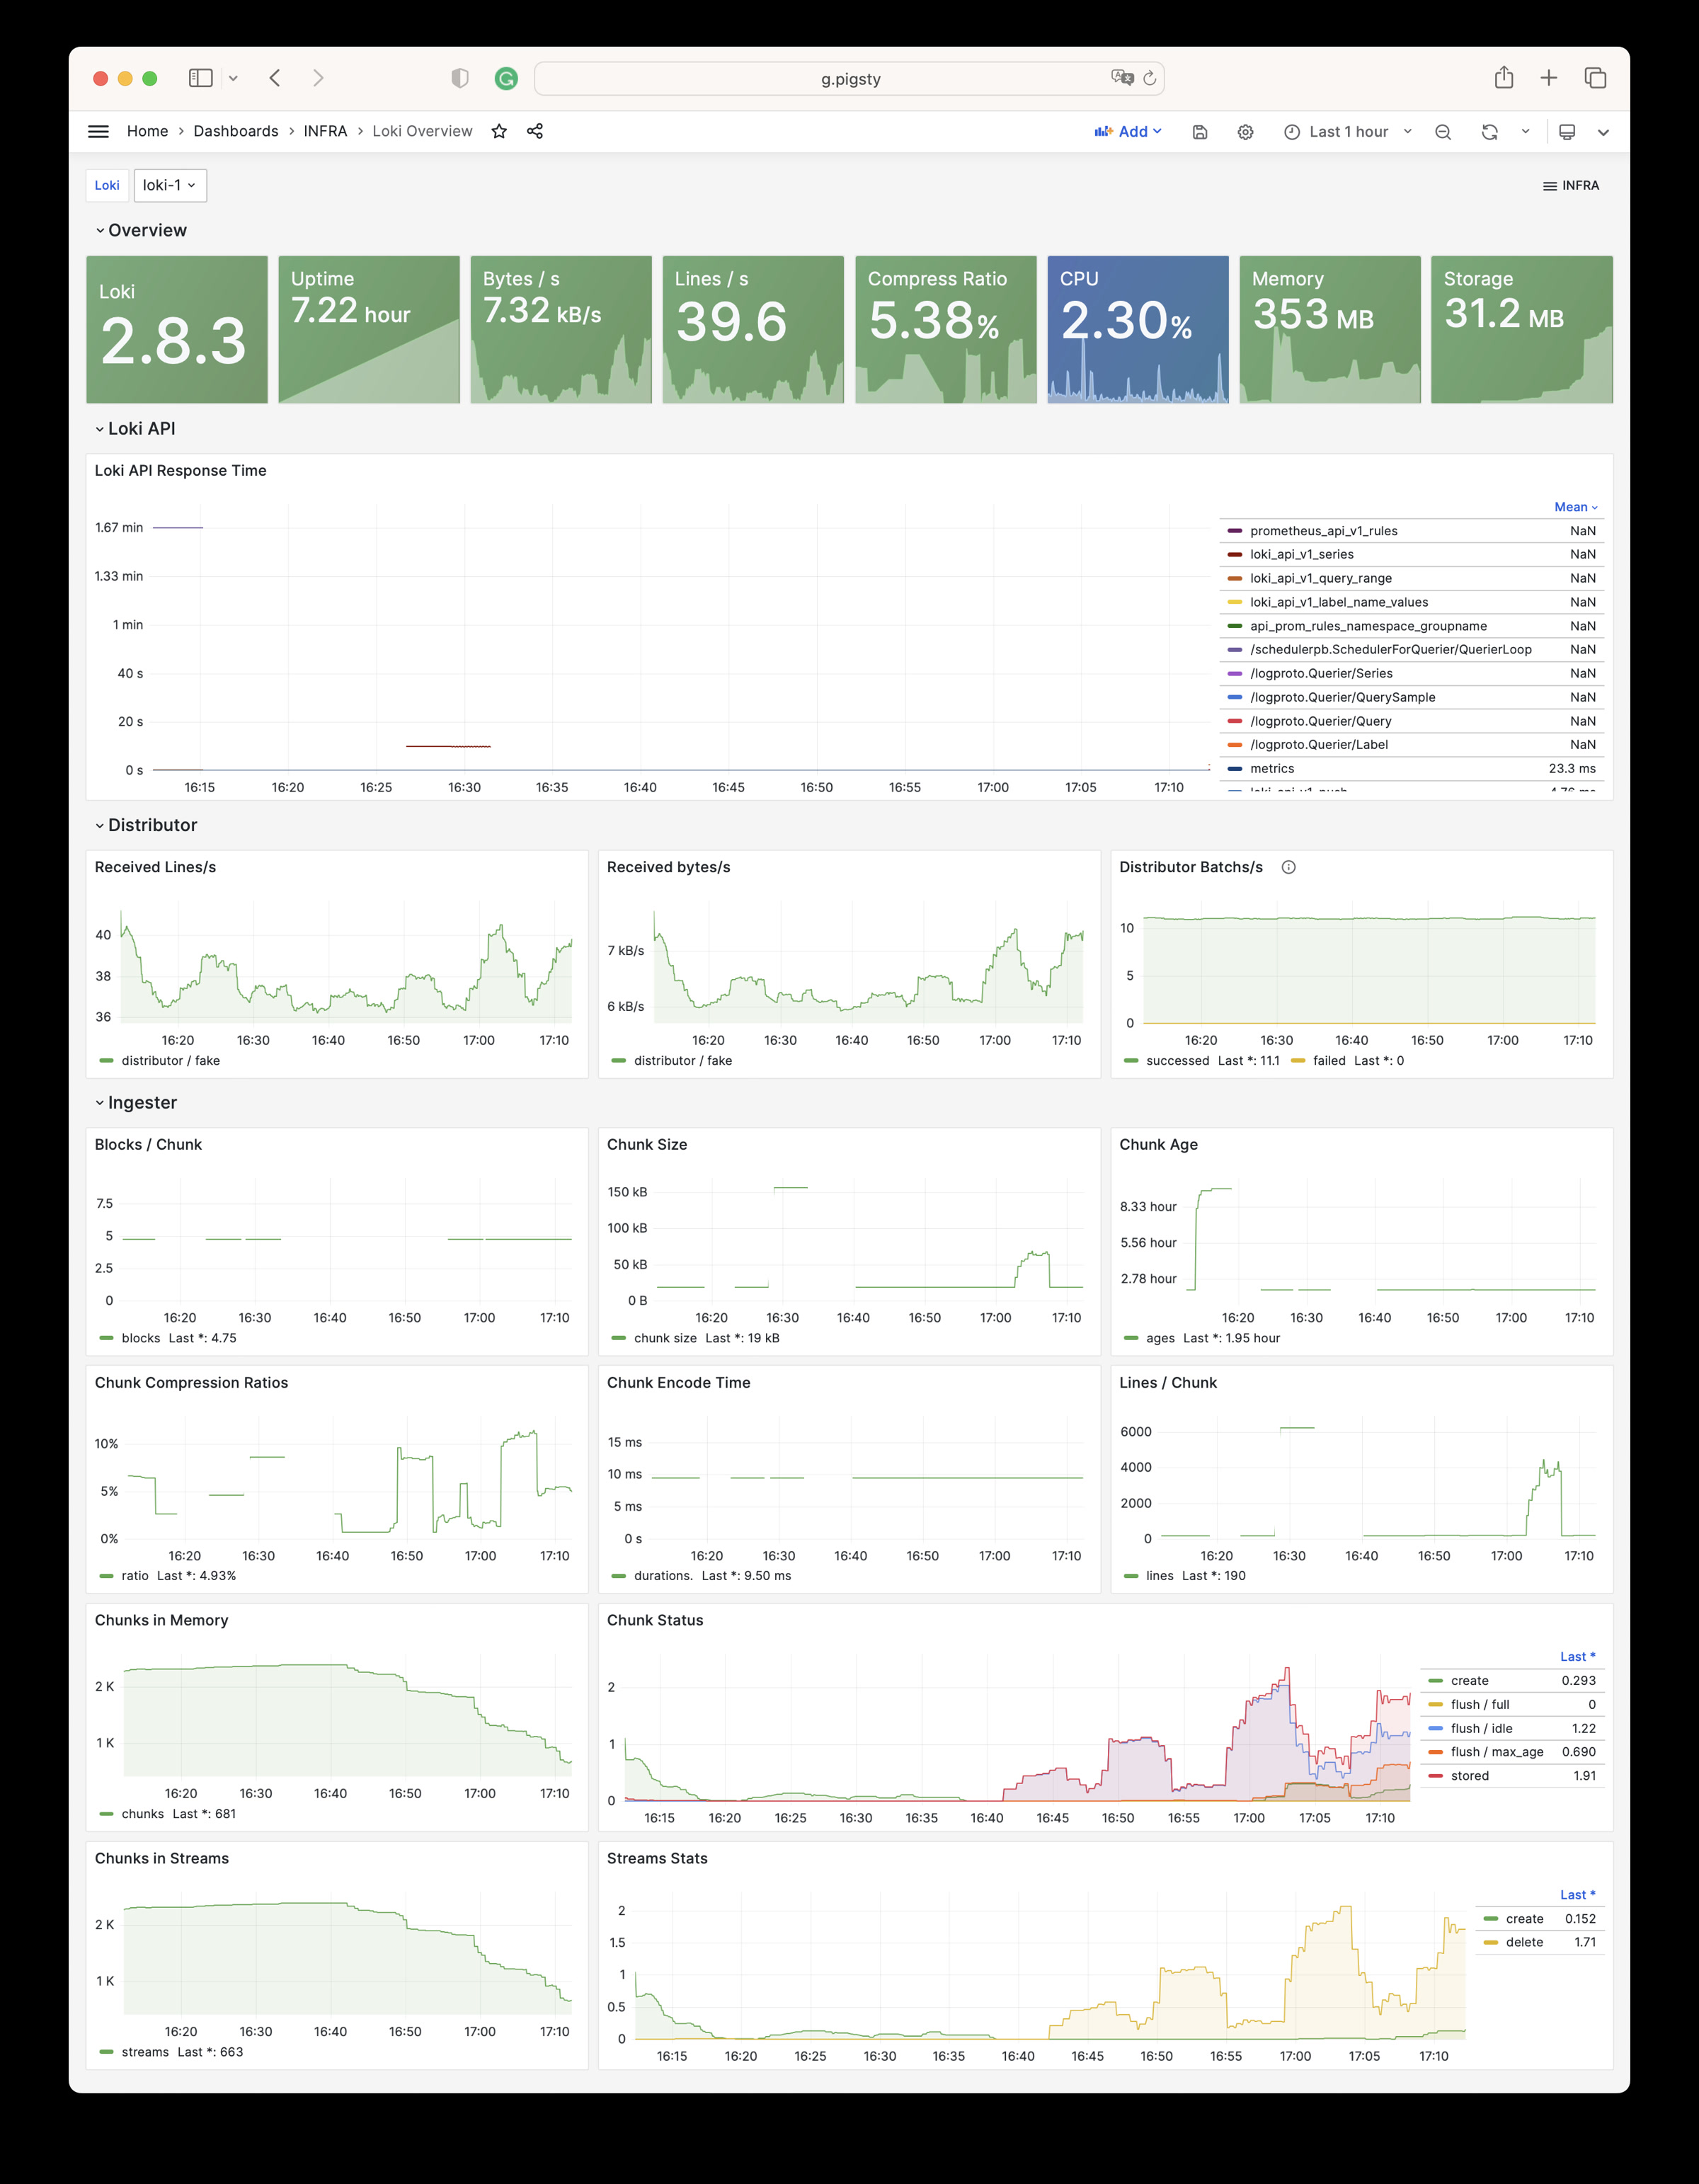 g.pigsty
Home > Dashboards > INFRA > Loki Overview
Add
Last 1 hour
Loki loki-1
INFRA
Overview
Loki
2.8.3
Uptime
7.22 hour
Bytes / s
7.32 kB/s
Lines / s
39.6
Compress Ratio
5.38%
CPU
2.30%
Memory
353 MB
Storage
31.2 MB
Loki API
Loki API Response Time
1.67 min
1.33 min
1 min
40 s
20 s
0 s
16:15 16:20 16:25 16:30 16:35 16:40 16:45 16:50 16:55 17:00 17:05 17:10
Mean
prometheus_api_v1_rules NaN
loki_api_v1_series NaN
loki_api_v1_query_range NaN
loki_api_v1_label_name_values NaN
api_prom_rules_namespace_groupname NaN
/schedulerpb.SchedulerForQuerier/QuerierLoop NaN
/logproto.Querier/Series NaN
/logproto.Querier/QuerySample NaN
/logproto.Querier/Query NaN
/logproto.Querier/Label NaN
metrics 23.3 ms
Distributor
Received Lines/s
40
38
36
16:20 16:30 16:40 16:50 17:00 17:10
distributor / fake
Received bytes/s
7 kB/s
6 kB/s
16:20 16:30 16:40 16:50 17:00 17:10
distributor / fake
Distributor Batchs/s
10
5
0
16:20 16:30 16:40 16:50 17:00 17:10
successed Last *: 11.1 failed Last *: 0
Ingester
Blocks / Chunk
7.5
5
2.5
0
16:20 16:30 16:40 16:50 17:00 17:10
blocks Last *: 4.75
Chunk Size
150 kB
100 kB
50 kB
0 B
16:20 16:30 16:40 16:50 17:00 17:10
chunk size Last *: 19 kB
Chunk Age
8.33 hour
5.56 hour
2.78 hour
16:20 16:30 16:40 16:50 17:00 17:10
ages Last *: 1.95 hour
Chunk Compression Ratios
10%
5%
0%
16:20 16:30 16:40 16:50 17:00 17:10
ratio Last *: 4.93%
Chunk Encode Time
15 ms
10 ms
5 ms
0 s
16:20 16:30 16:40 16:50 17:00 17:10
durations. Last *: 9.50 ms
Lines / Chunk
6000
4000
2000
0
16:20 16:30 16:40 16:50 17:00 17:10
lines Last *: 190
Chunks in Memory
2 K
1 K
16:20 16:30 16:40 16:50 17:00 17:10
chunks Last *: 681
Chunk Status
2
1
0
16:15 16:20 16:25 16:30 16:35 16:40 16:45 16:50 16:55 17:00 17:05 17:10
Last *
create 0.293
flush / full 0
flush / idle 1.22
flush / max_age 0.690
stored 1.91
Chunks in Streams
2 K
1 K
16:20 16:30 16:40 16:50 17:00 17:10
streams Last *: 663
Streams Stats
2
1.5
1
0.5
0
16:15 16:20 16:25 16:30 16:35 16:40 16:45 16:50 16:55 17:00 17:05 17:10
Last *
create 0.152
delete 1.71